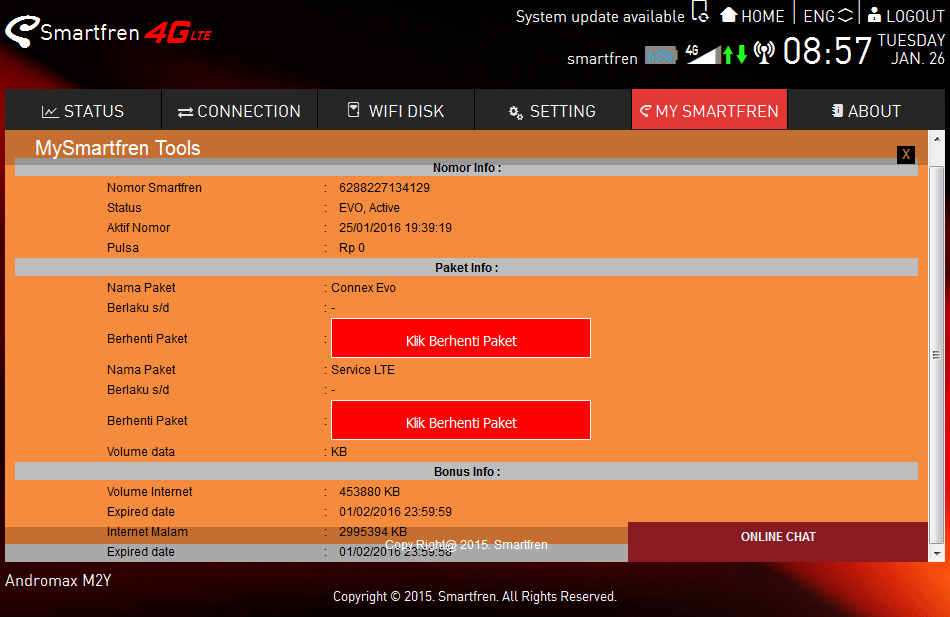 Smartfren 4G LTE
System update available HOME ENG LOGOUT
smartfren 63% 4G 08:57 TUESDAY
JAN. 26
STATUS CONNECTION WIFI DISK SETTING MY SMARTFREN ABOUT
MySmartfren Tools X
Nomor Info :
Nomor Smartfren : 6288227134129
Status : EVO, Active
Aktif Nomor : 25/01/2016 19:39:19
Pulsa : Rp 0
Paket Info :
Nama Paket : Connex Evo
Berlaku s/d : -
Berhenti Paket : Klik Berhenti Paket
Nama Paket : Service LTE
Berlaku s/d : -
Berhenti Paket : Klik Berhenti Paket
Volume data : KB
Bonus Info :
Volume Internet : 453880 KB
Expired date : 01/02/2016 23:59:59
Internet Malam : 2995394 KB
Copy Right@ 2015. Smartfren
ONLINE CHAT
Expired date : 01/02/2016 23:59:58
Andromax M2Y
Copyright © 2015. Smartfren. All Rights Reserved.